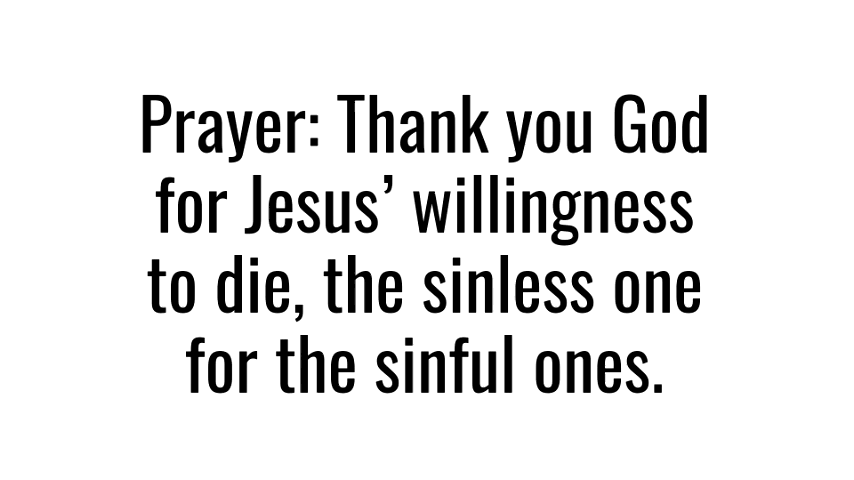 Prayer: Thank you God
for Jesus’ willingness
to die, the sinless one
for the sinful ones.